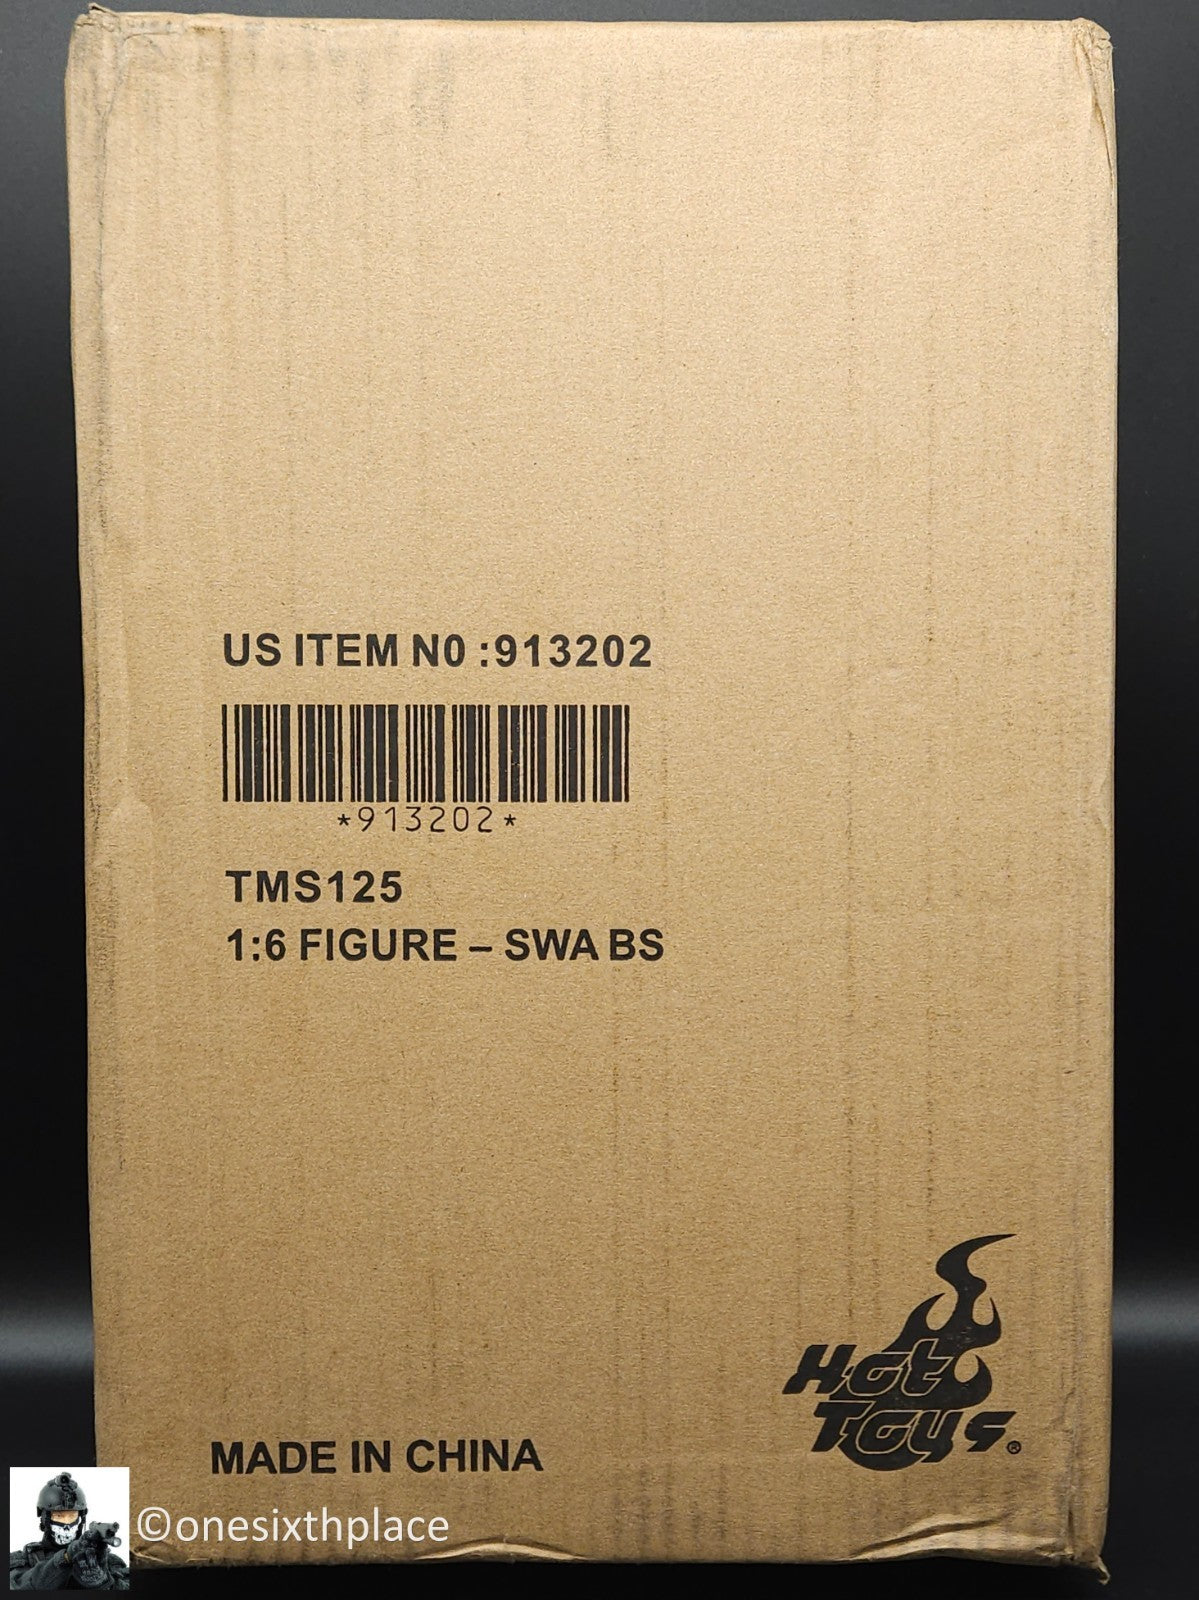 US ITEM N0 :913202
*913202*
TMS125
1:6 FIGURE – SWA BS
Hot
Toys®
MADE IN CHINA
©onesixthplace